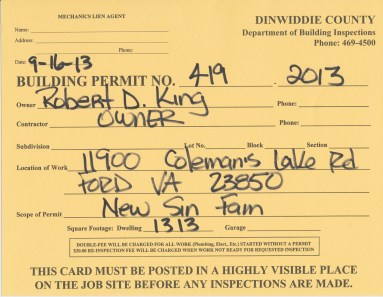 MECHANICS LIEN AGENT
Name:
Address:
Phone:
Date: 9-16-13
DINWIDDIE COUNTY
Department of Building Inspections
Phone: 469-4500
BUILDING PERMIT NO. 419 . 2013
Owner Robert D. King Phone:
Contractor OWNER Phone:
Subdivision Lot No. Block Section
Location of Work 11900 Colemanis Lake Rd
FORD VA 23850
Scope of Permit New Sin Fam
Square Footage: Dwelling 1313 Garage
DOUBLE-FEE WILL BE CHARGED FOR ALL WORK (Plumbing, Elect., Etc.) STARTED WITHOUT A PERMIT
$30.00 RE-INSPECTION FEE WILL BE CHARGED WHEN WORK NOT READY FOR REQUESTED INSPECTION
THIS CARD MUST BE POSTED IN A HIGHLY VISIBLE PLACE
ON THE JOB SITE BEFORE ANY INSPECTIONS ARE MADE.